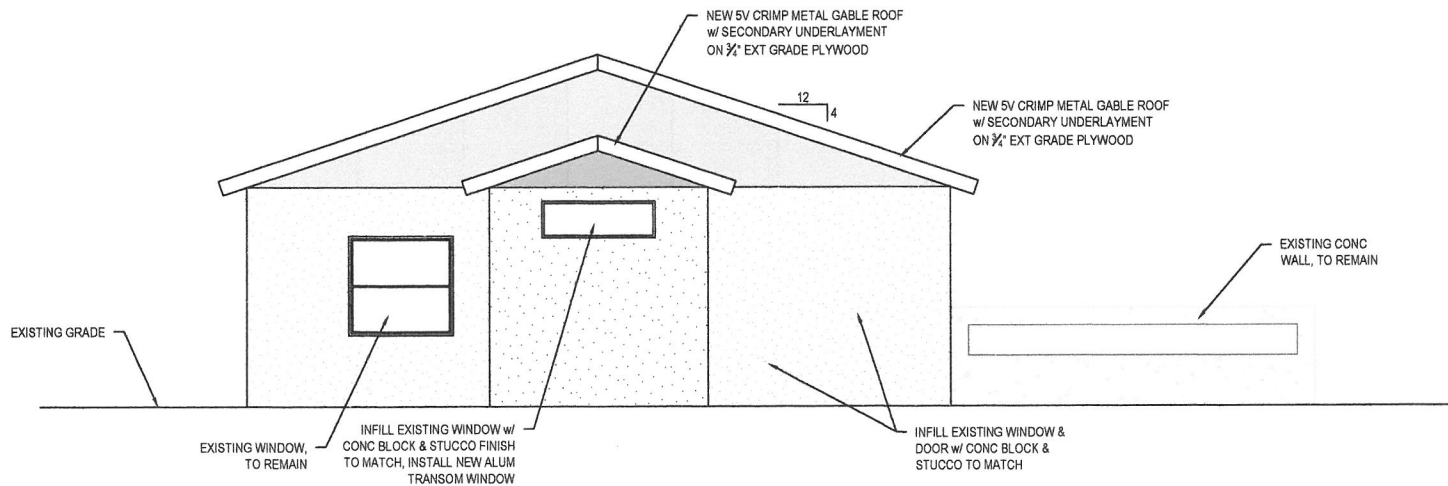 NEW 5V CRIMP METAL GABLE ROOF
w/ SECONDARY UNDERLAYMENT
ON ¾" EXT GRADE PLYWOOD
12
4
NEW 5V CRIMP METAL GABLE ROOF
w/ SECONDARY UNDERLAYMENT
ON ¾" EXT GRADE PLYWOOD
EXISTING CONC
WALL, TO REMAIN
EXISTING GRADE
EXISTING WINDOW,
TO REMAIN
INFILL EXISTING WINDOW w/
CONC BLOCK & STUCCO FINISH
TO MATCH, INSTALL NEW ALUM
TRANSOM WINDOW
INFILL EXISTING WINDOW &
DOOR w/ CONC BLOCK &
STUCCO TO MATCH